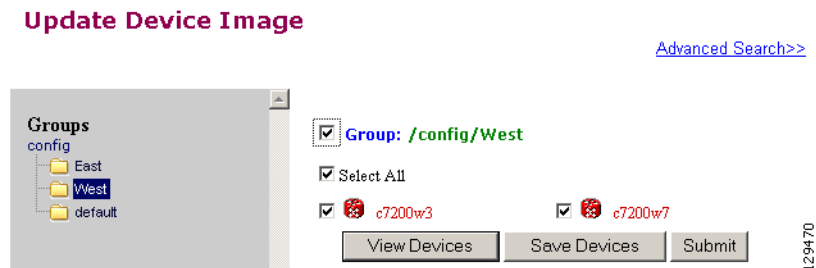 Update Device Image
Advanced Search>>
Groups
config
East
West
default
Group: /config/West
Select All
c7200w3 c7200w7
View Devices Save Devices Submit
129470